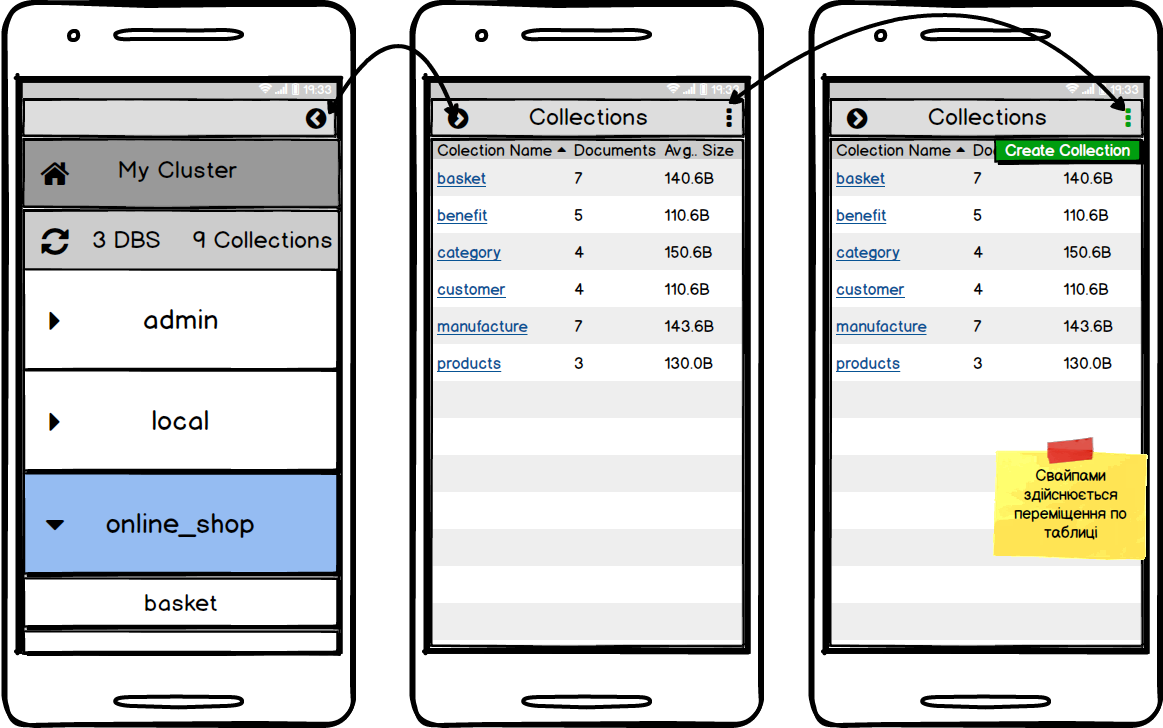 19:33
My Cluster
3 DBS 9 Collections
admin
local
online_shop
basket
19:33
Collections
Colection Name Documents Avg.. Size
basket 7 140.6B
benefit 5 110.6B
category 4 150.6B
customer 4 110.6B
manufacture 7 143.6B
products 3 130.0B
19:33
Collections
Colection Name Doc
Create Collection
basket 7 140.6B
benefit 5 110.6B
category 4 150.6B
customer 4 110.6B
manufacture 7 143.6B
products 3 130.0B
Свайпами
здійснюється
переміщення по
таблиці